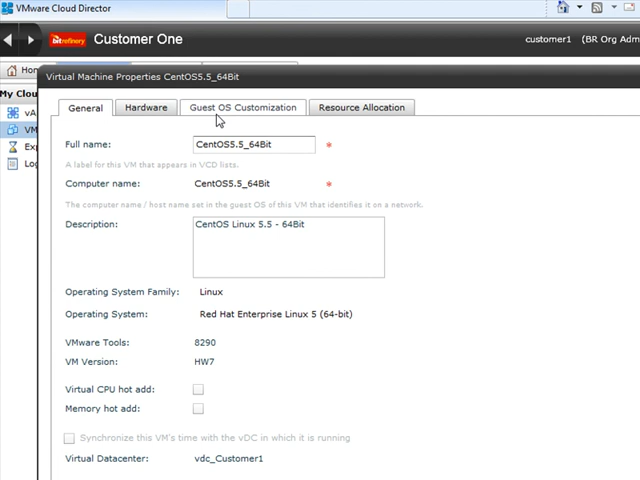 VMware Cloud Director
bitrefinery Customer One customer1 (BR Org Adm
Virtual Machine Properties CentOS5.5_64Bit
My Clou
vA
VM
Exp
Log
General Hardware Guest OS Customization Resource Allocation
Full name: CentOS5.5_64Bit *
A label for this VM that appears in VCD lists.
Computer name: CentOS5.5_64Bit *
The computer name / host name set in the guest OS of this VM that identifies it on a network.
Description: CentOS Linux 5.5 - 64Bit
Operating System Family: Linux
Operating System: Red Hat Enterprise Linux 5 (64-bit)
VMware Tools: 8290
VM Version: HW7
Virtual CPU hot add:
Memory hot add:
Synchronize this VM's time with the vDC in which it is running
Virtual Datacenter: vdc_Customer1